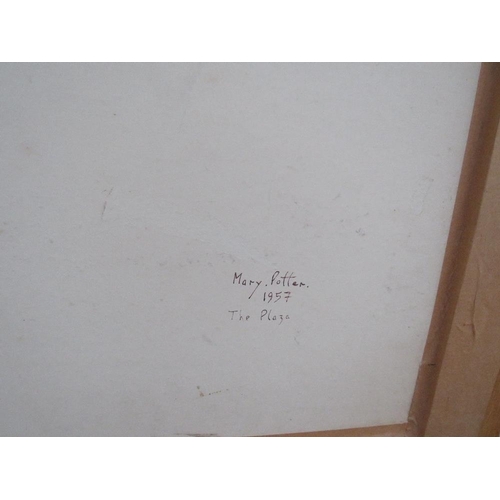 Mary. Potter.
1957
The Plaza